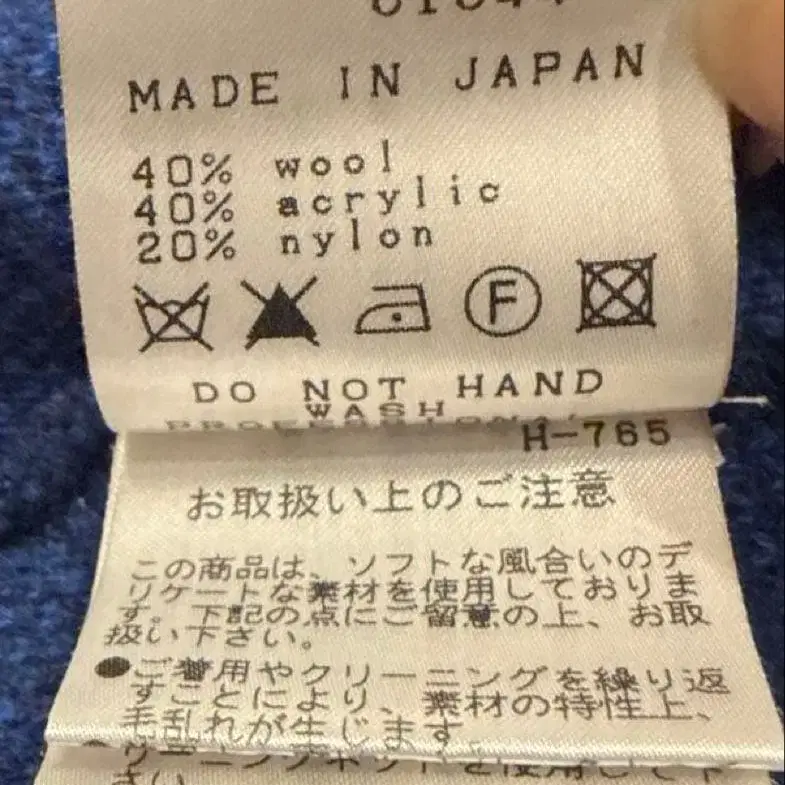 MADE IN JAPAN
40% wool
40% acrylic
20% nylon
F
DO NOT HAND
WASH
H-765
お取扱い上のご注意
この商品は、ソフトな風合いのデ
リケートな素材を使用しておりま
す。下記の点にご留意の上、お取
扱い下さい。
●ご着用やクリーニングを繰り返
すことにより、素材の特性上、
毛乱れが生じます
さい